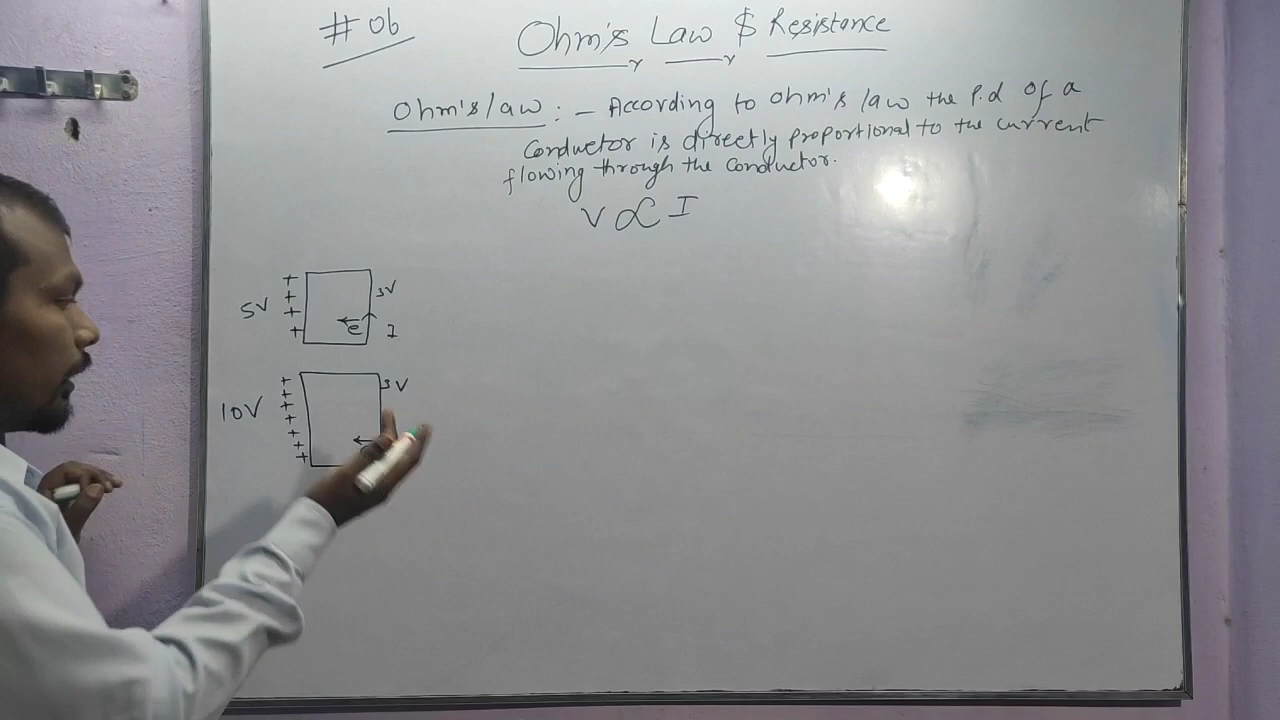 # 06
Ohm's Law $ Resistance
Ohm's law : - According to ohm's law the P.d of a
conductor is directly proportional to the current
flowing through the conductor.
V ∝ I
+
+
+
+
5V
3V
e
I
+
+
+
+
+
+
+
10V
3V